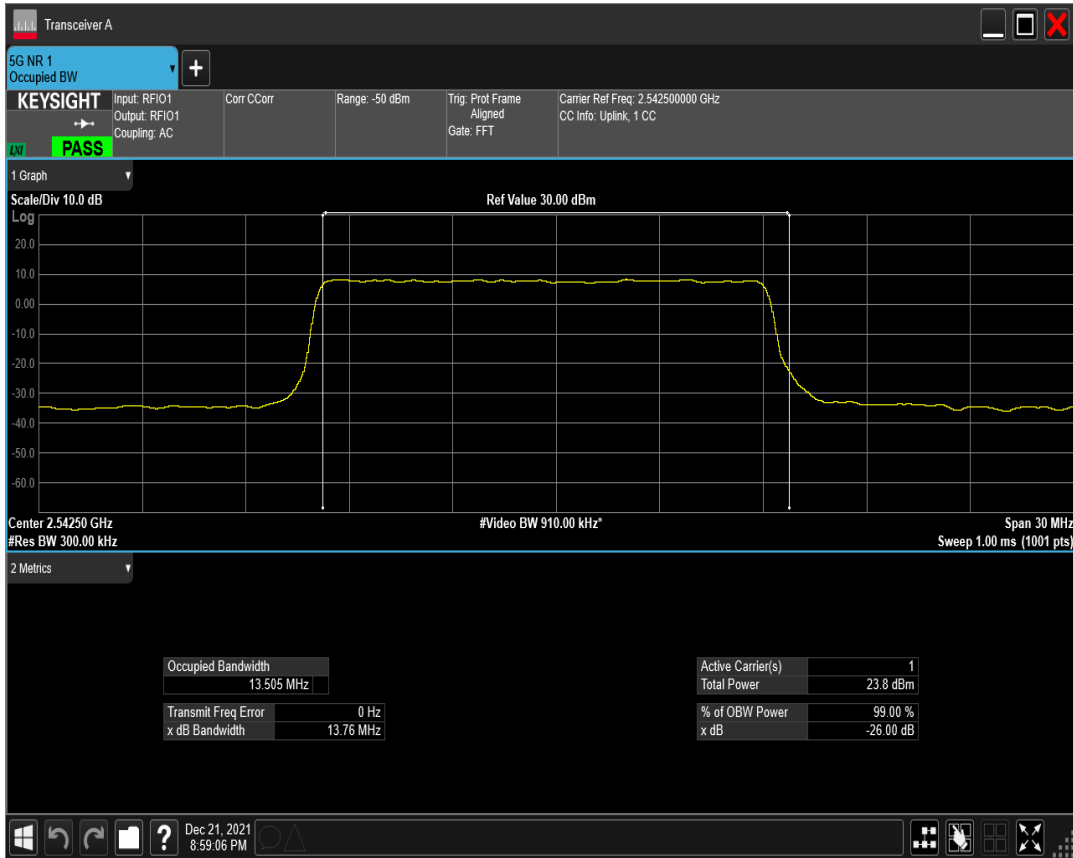 Transceiver A
5G NR 1
Occupied BW
+
KEYSIGHT
LXI
PASS
Input: RFIO1
Output: RFIO1
Coupling: AC
Corr CCorr
Range: -50 dBm
Trig: Prot Frame
Aligned
Gate: FFT
Carrier Ref Freq: 2.542500000 GHz
CC Info: Uplink, 1 CC
1 Graph
Scale/Div 10.0 dB
Ref Value 30.00 dBm
Log
20.0
10.0
0.00
-10.0
-20.0
-30.0
-40.0
-50.0
-60.0
Center 2.54250 GHz
#Video BW 910.00 kHz*
Span 30 MHz
#Res BW 300.00 kHz
Sweep 1.00 ms (1001 pts)
2 Metrics
Occupied Bandwidth
13.505 MHz
Transmit Freq Error 0 Hz
x dB Bandwidth 13.76 MHz
Active Carrier(s) 1
Total Power 23.8 dBm
% of OBW Power 99.00 %
x dB -26.00 dB
?
Dec 21, 2021
8:59:06 PM